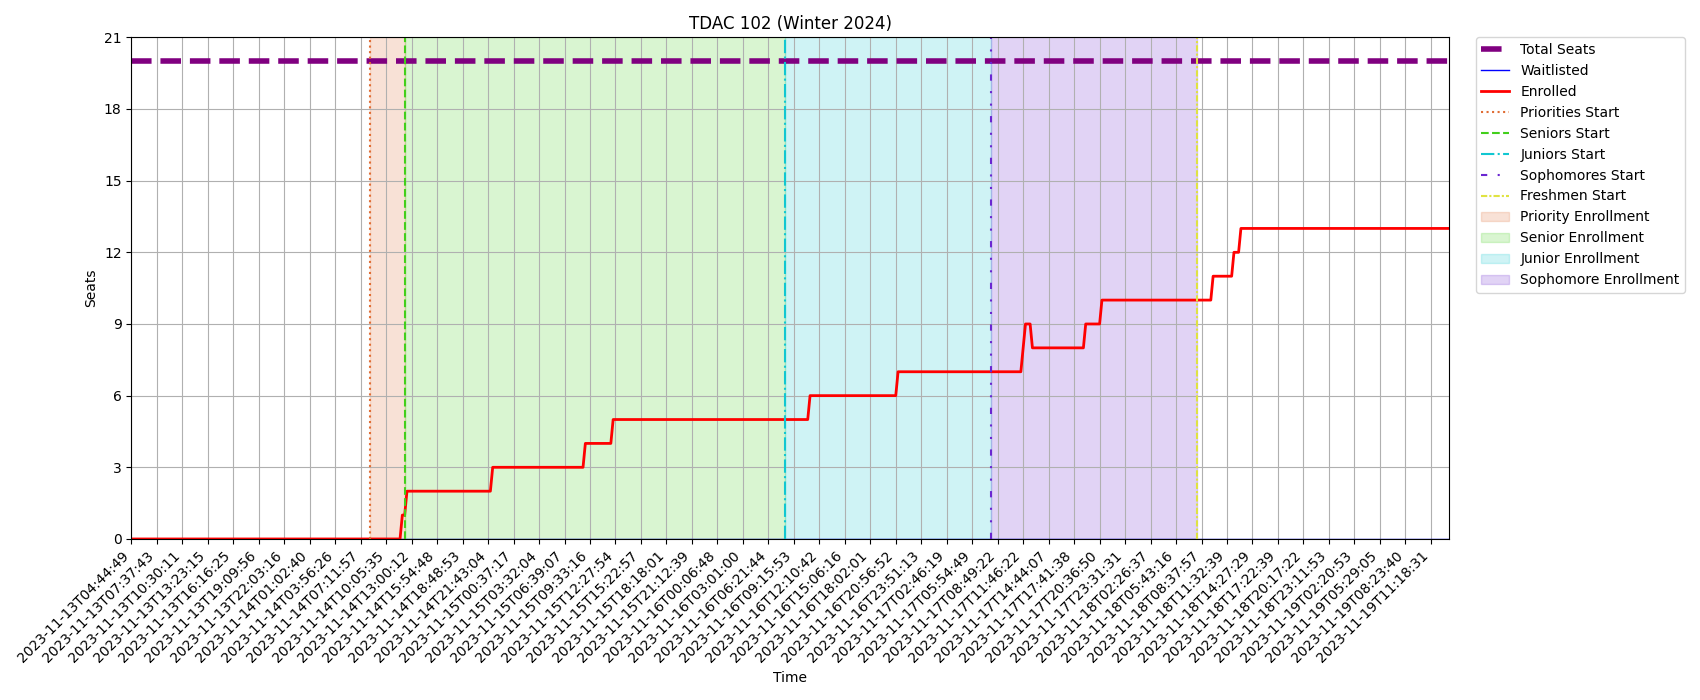 TDAC 102 (Winter 2024)
21
18
15
12
9
6
3
0
Seats
2023-11-13T04:44:49
2023-11-13T07:37:43
2023-11-13T10:30:11
2023-11-13T13:23:15
2023-11-13T16:16:25
2023-11-13T19:09:56
2023-11-13T22:03:16
2023-11-14T01:02:40
2023-11-14T03:56:26
2023-11-14T07:11:57
2023-11-14T10:05:35
2023-11-14T13:00:12
2023-11-14T15:54:48
2023-11-14T18:48:53
2023-11-14T21:43:04
2023-11-15T00:37:17
2023-11-15T03:32:04
2023-11-15T06:39:07
2023-11-15T09:33:16
2023-11-15T12:27:54
2023-11-15T15:22:57
2023-11-15T18:18:01
2023-11-15T21:12:39
2023-11-16T00:06:48
2023-11-16T03:01:00
2023-11-16T06:21:44
2023-11-16T09:15:53
2023-11-16T12:10:42
2023-11-16T15:06:16
2023-11-16T18:02:01
2023-11-16T20:56:52
2023-11-16T23:51:13
2023-11-17T02:46:19
2023-11-17T05:54:49
2023-11-17T08:49:22
2023-11-17T11:46:22
2023-11-17T14:44:07
2023-11-17T17:41:38
2023-11-17T20:36:50
2023-11-17T23:31:31
2023-11-18T02:26:37
2023-11-18T05:43:16
2023-11-18T08:37:57
2023-11-18T11:32:39
2023-11-18T14:27:29
2023-11-18T17:22:39
2023-11-18T20:17:22
2023-11-18T23:11:53
2023-11-19T02:20:53
2023-11-19T05:29:05
2023-11-19T08:23:40
2023-11-19T11:18:31
Time
Total Seats
Waitlisted
Enrolled
Priorities Start
Seniors Start
Juniors Start
Sophomores Start
Freshmen Start
Priority Enrollment
Senior Enrollment
Junior Enrollment
Sophomore Enrollment